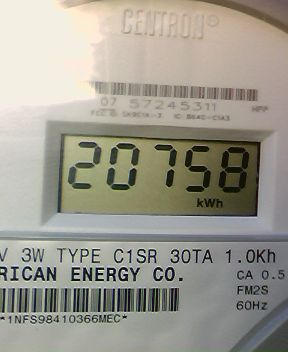 CENTRON®
07 57245311
20758
kWh
V 3W TYPE C1SR 30TA 1.0Kh
RICAN ENERGY CO.
CA 0.5
FM2S
60Hz
*1NFS98410366MEC*